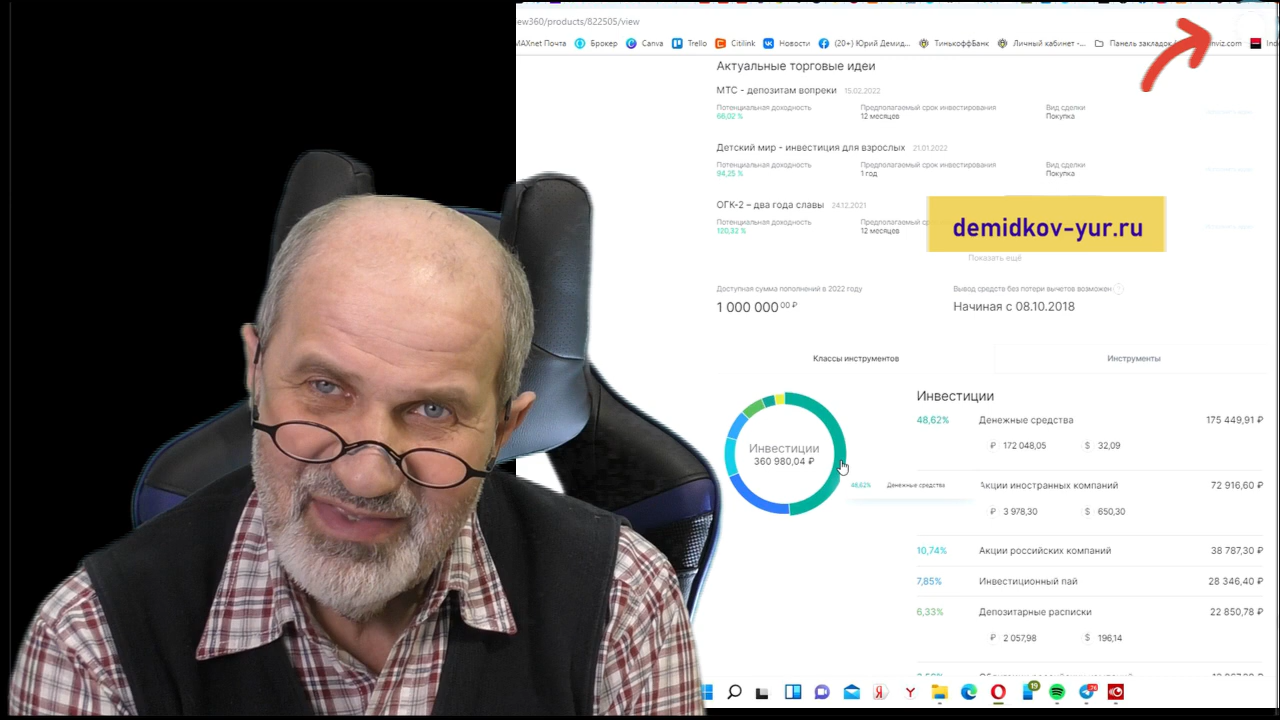 ew360/products/822505/view
MAXnet Почта Брокер Canva Trello Citilink Новости (20+) Юрий Демид... ТинькоффБанк Личный кабинет -... Панель закладок nviz.com
Актуальные торговые идеи
МТС - депозитам вопреки 15.02.2022
Потенциальная доходность Предполагаемый срок инвестирования Вид сделки
66,02 % 12 месяцев Покупка
Детский мир - инвестиция для взрослых 21.01.2022
Потенциальная доходность Предполагаемый срок инвестирования Вид сделки
94,25 % 1 год Покупка
ОГК-2 – два года славы 24.12.2021
Потенциальная доходность Предполагаемый ср
120,32 % 12 месяцев
demidkov-yur.ru
Показать ещё
Доступная сумма пополнений в 2022 году Вывод средств без потери вычетов возможен ?
1 000 000 00 ₽ Начиная с 08.10.2018
Классы инструментов Инструменты
Инвестиции
360 980,04 ₽
Инвестиции
48,62% Денежные средства 175 449,91 ₽
₽ 172 048,05 $ 32,09
48,62% Денежные средства
Акции иностранных компаний 72 916,60 ₽
₽ 3 978,30 $ 650,30
10,74% Акции российских компаний 38 787,30 ₽
7,85% Инвестиционный пай 28 346,40 ₽
6,33% Депозитарные расписки 22 850,78 ₽
₽ 2 057,98 $ 196,14
19